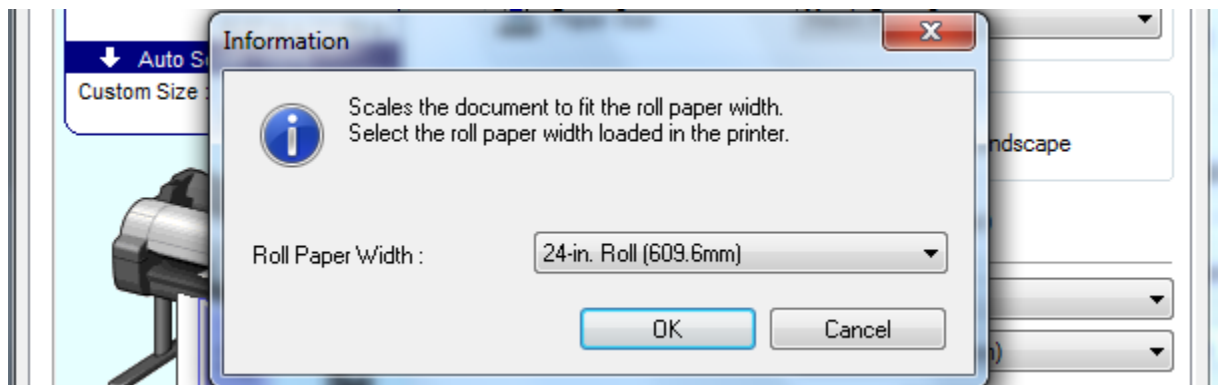 Information
Auto S
Custom Size :
Scales the document to fit the roll paper width.
Select the roll paper width loaded in the printer.
ndscape
Roll Paper Width :
24-in. Roll (609.6mm)
OK
Cancel